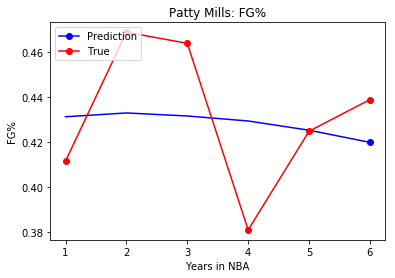 Patty Mills: FG%
Prediction
True
0.46
0.44
0.42
0.40
0.38
FG%
1 2 3 4 5 6
Years in NBA